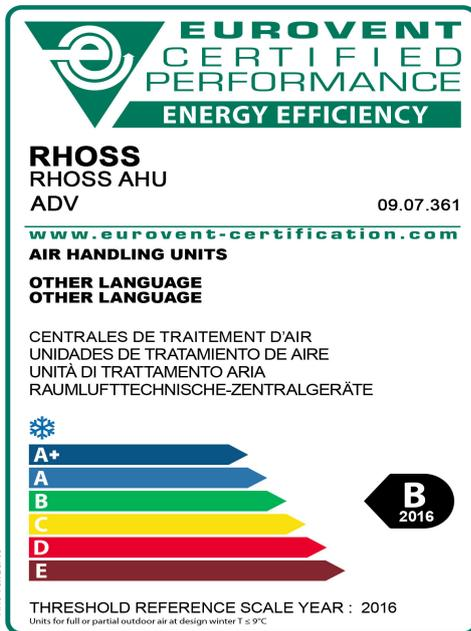 EUROVENT
CERTIFIED
PERFORMANCE
ENERGY EFFICIENCY
RHOSS
RHOSS AHU
ADV 09.07.361
www.eurovent-certification.com
AIR HANDLING UNITS
OTHER LANGUAGE
OTHER LANGUAGE
CENTRALES DE TRAITEMENT D'AIR
UNIDADES DE TRATAMIENTO DE AIRE
UNITÀ DI TRATTAMENTO ARIA
RAUMLUFTTECHNISCHE-ZENTRALGERÄTE
A+
A
B
C
D
E
B
2016
THRESHOLD REFERENCE SCALE YEAR : 2016
Units for full or partial outdoor air at design winter T ≤ 9°C